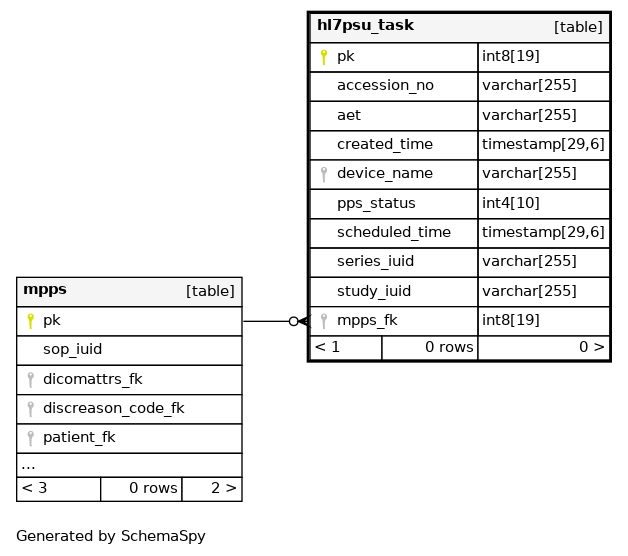 hl7psu_task [table]
pk int8[19]
accession_no varchar[255]
aet varchar[255]
created_time timestamp[29,6]
device_name varchar[255]
pps_status int4[10]
scheduled_time timestamp[29,6]
series_iuid varchar[255]
study_iuid varchar[255]
mpps_fk int8[19]
< 1 0 rows 0 >
mpps [table]
pk
sop_iuid
dicomattrs_fk
discreason_code_fk
patient_fk
...
< 3 0 rows 2 >
Generated by SchemaSpy